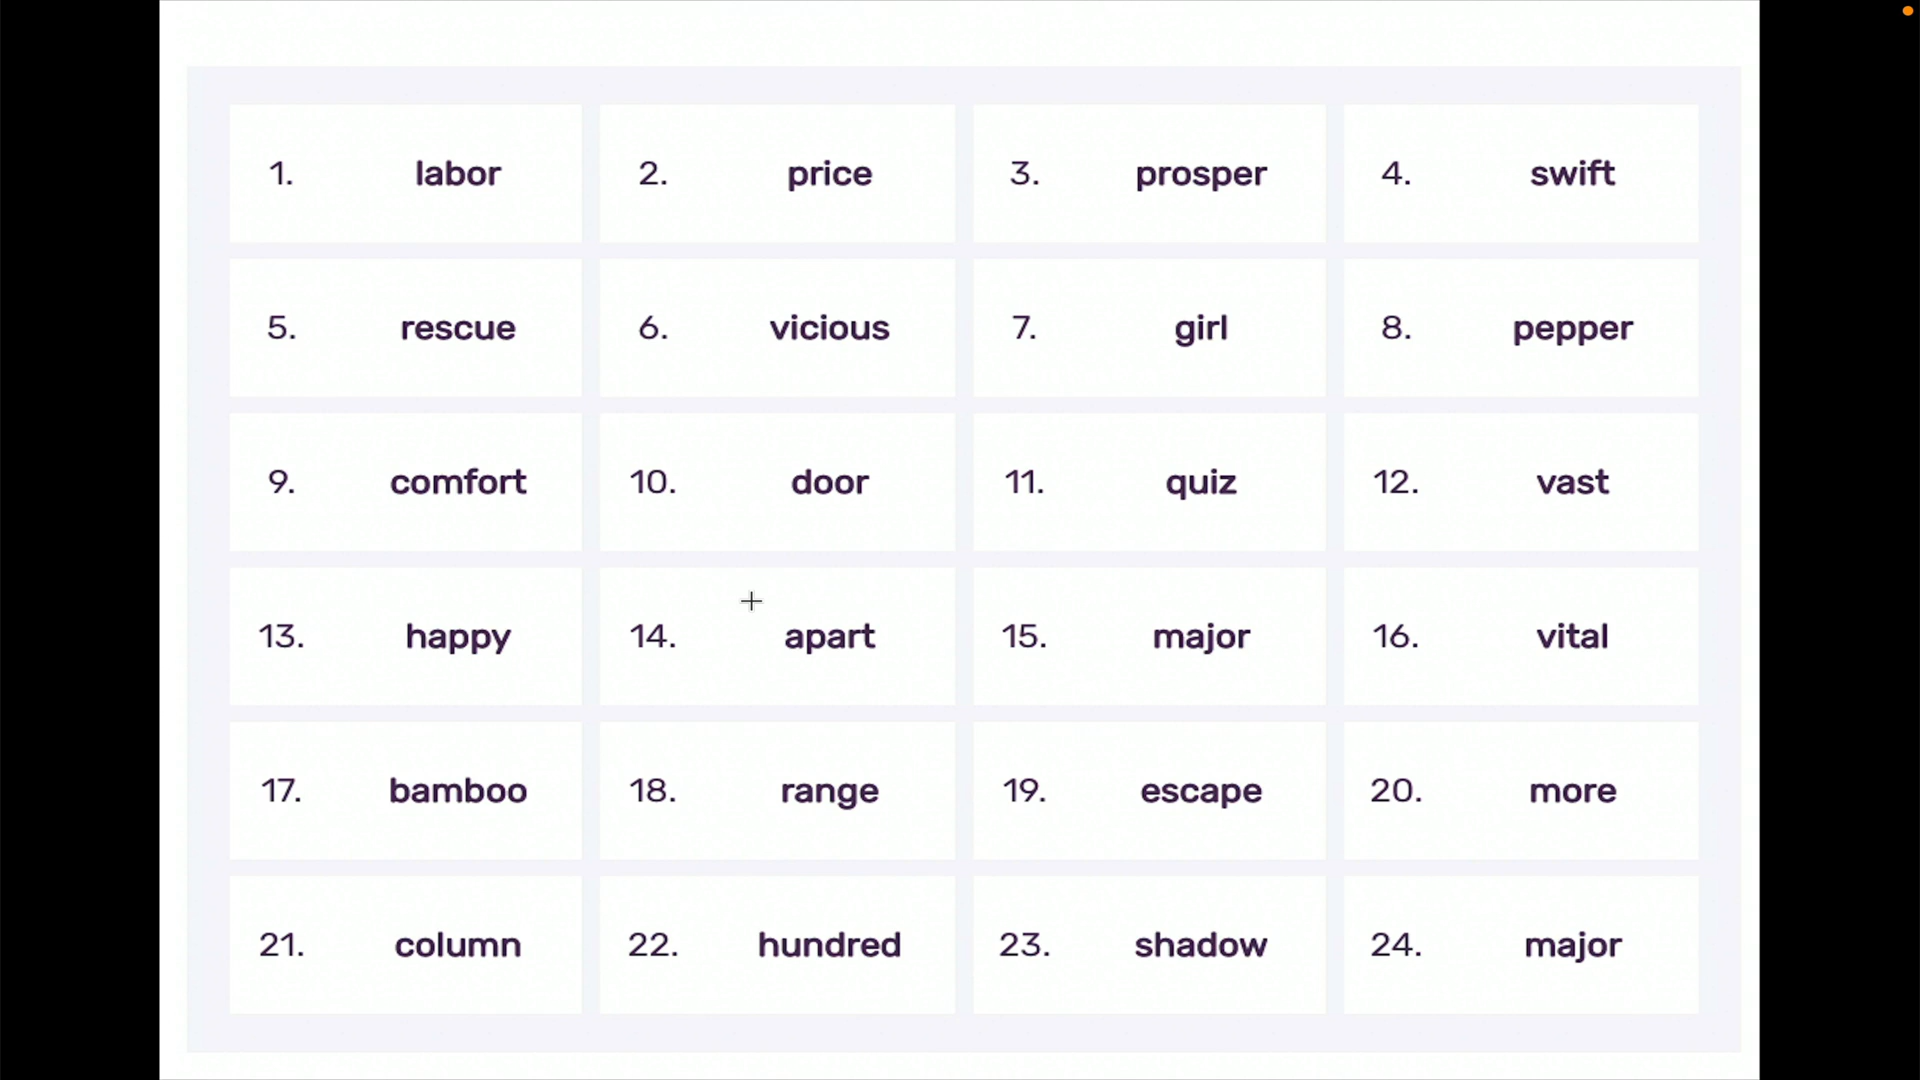 1. labor 2. price 3. prosper 4. swift
5. rescue 6. vicious 7. girl 8. pepper
9. comfort 10. door 11. quiz 12. vast
13. happy 14. apart 15. major 16. vital
17. bamboo 18. range 19. escape 20. more
21. column 22. hundred 23. shadow 24. major